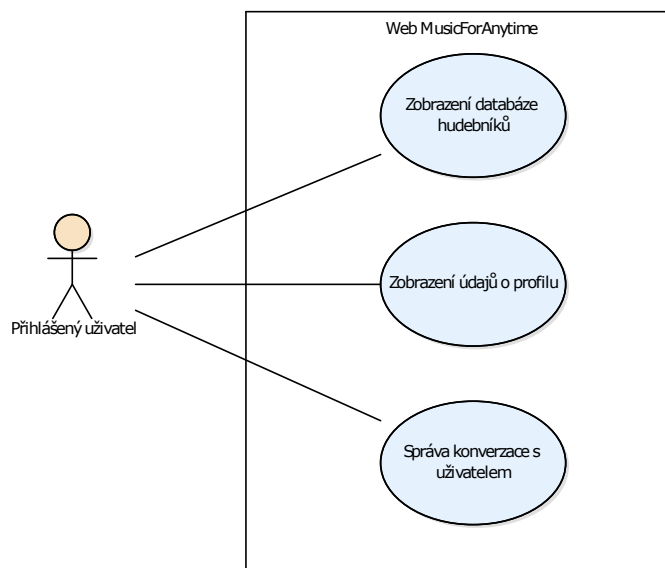 Web MusicForAnytime
Zobrazení databáze
hudebníků
Zobrazení údajů o profilu
Přihlášený uživatel
Správa konverzace s
uživatelem